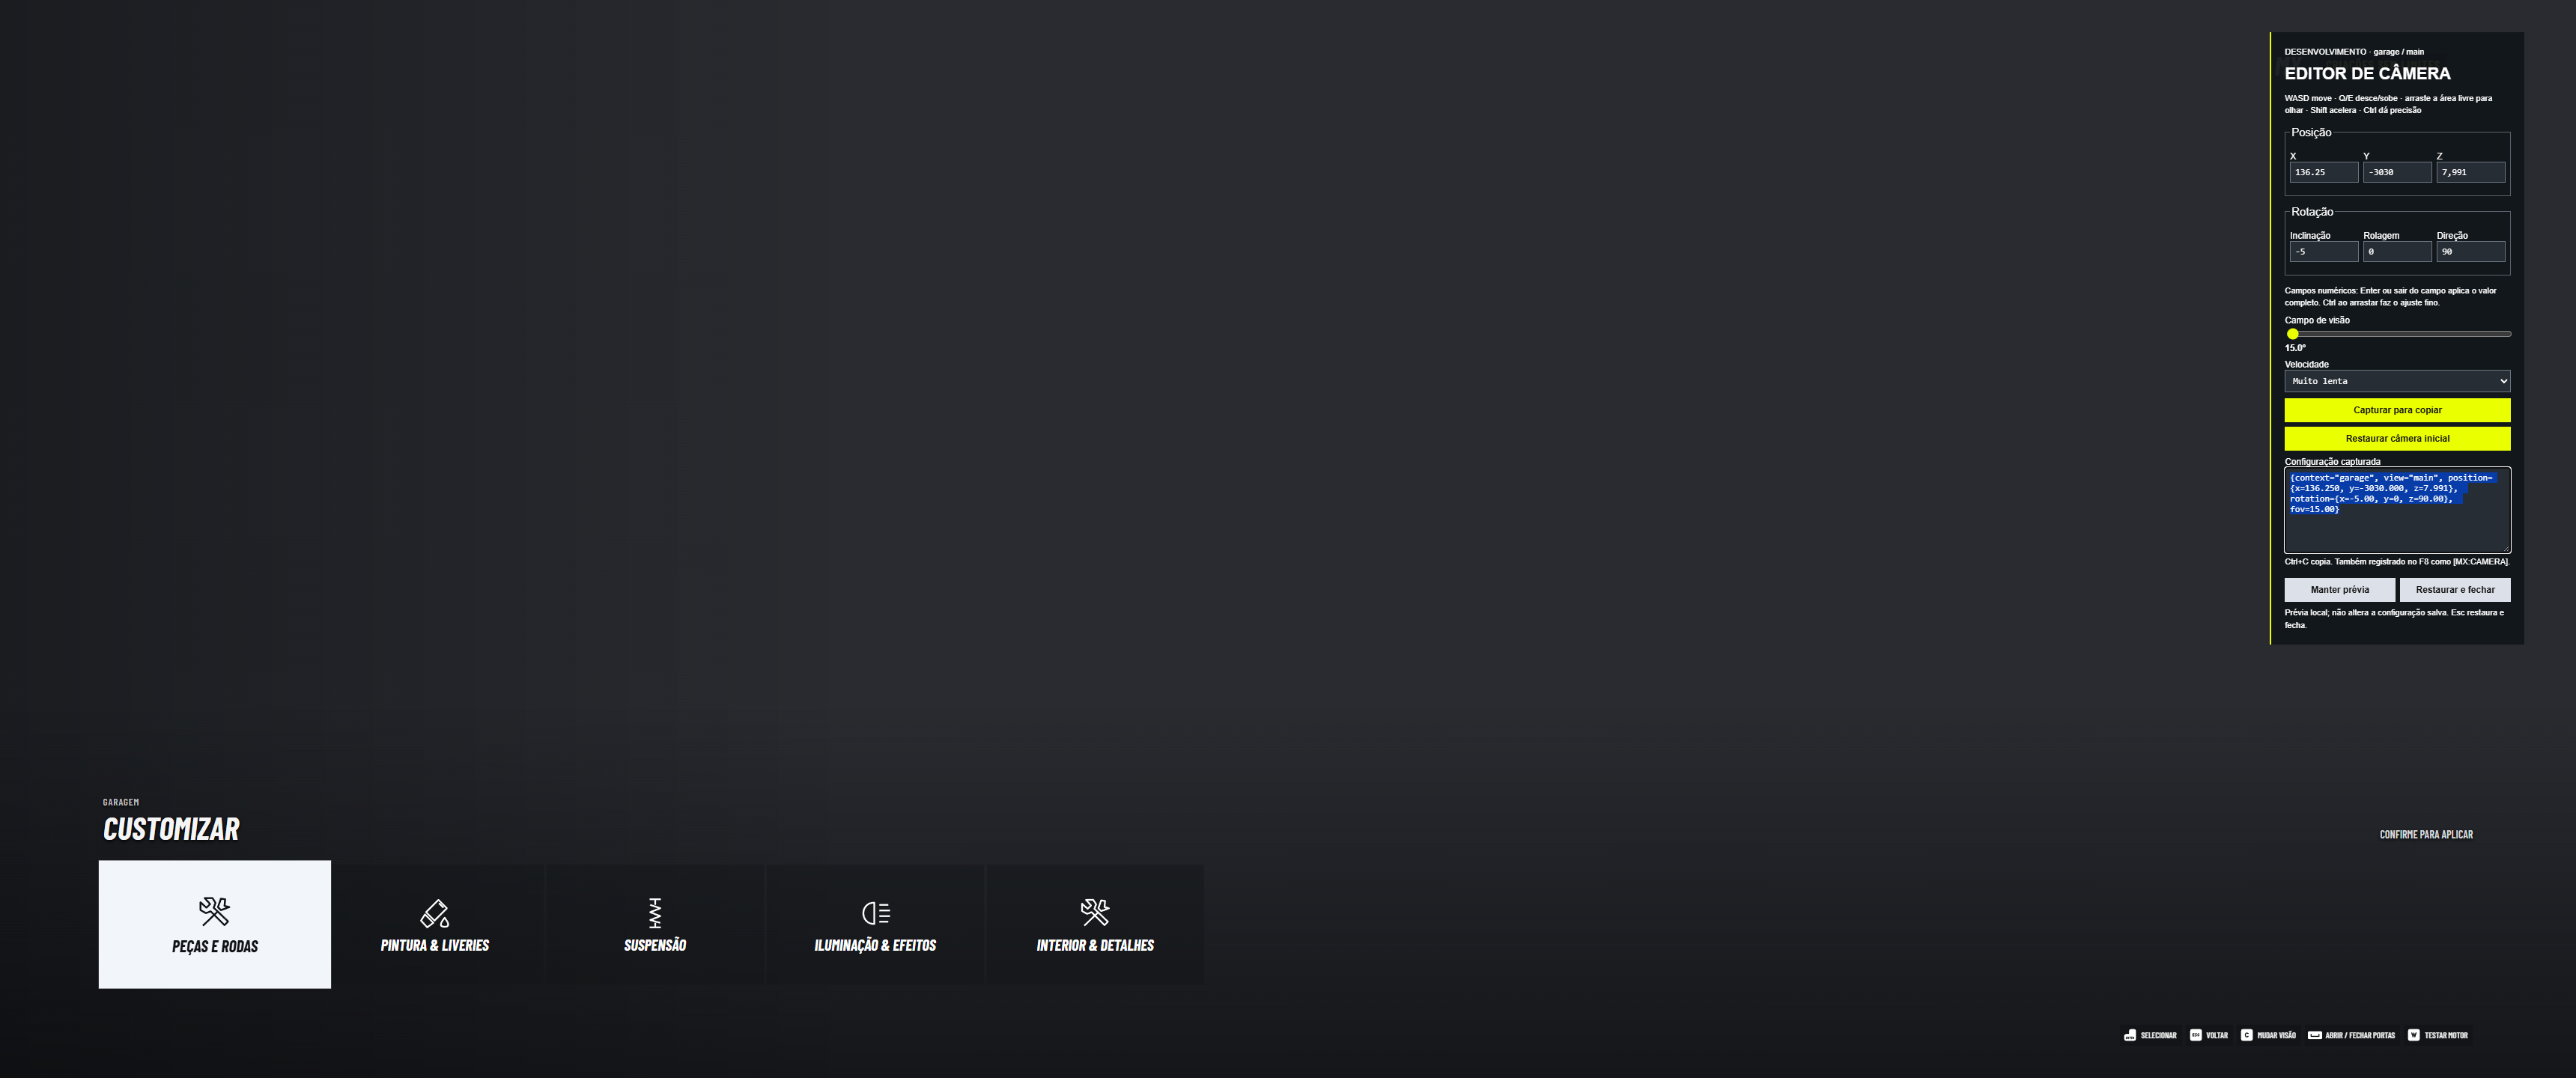 DESENVOLVIMENTO · garage / main
EDITOR DE CÂMERA
WASD move · Q/E desce/sobe · arraste a área livre para
olhar · Shift acelera · Ctrl dá precisão
Posição
X Y Z
136.25 -3030 7,991
Rotação
Inclinação Rolagem Direção
-5 0 90
Campos numéricos: Enter ou sair do campo aplica o valor
completo. Ctrl ao arrastar faz o ajuste fino.
Campo de visão
15.0°
Velocidade
Muito lenta
Capturar para copiar
Restaurar câmera inicial
Configuração capturada
{context="garage", view="main", position=
{x=136.250, y=-3030.000, z=7.991},
rotation={x=-5.00, y=0, z=90.00},
fov=15.00}
Ctrl+C copia. Também registrado no F8 como [MX:CAMERA].
Manter prévia Restaurar e fechar
Prévia local; não altera a configuração salva. Esc restaura e
fecha.
GARAGEM
CUSTOMIZAR
CONFIRME PARA APLICAR
PEÇAS E RODAS
PINTURA & LIVERIES
SUSPENSÃO
ILUMINAÇÃO & EFEITOS
INTERIOR & DETALHES
SELECIONAR ESC VOLTAR C MUDAR VISÃO ABRIR / FECHAR PORTAS W TESTAR MOTOR